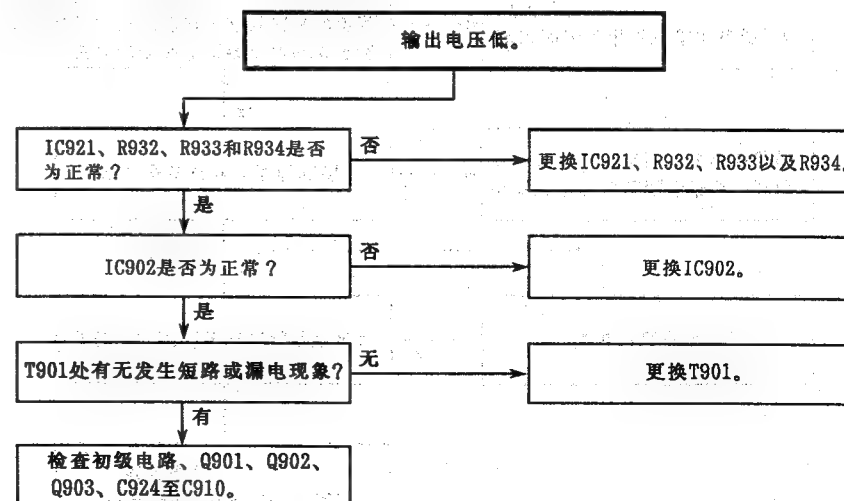 输出电压低。
IC921、R932、R933和R934是否
为正常？
否
更换IC921、R932、R933以及R934。
是
IC902是否为正常？
否
更换IC902。
是
T901处有无发生短路或漏电现象？
无
更换T901。
有
检查初级电路、Q901、Q902、
Q903、C924至C910。